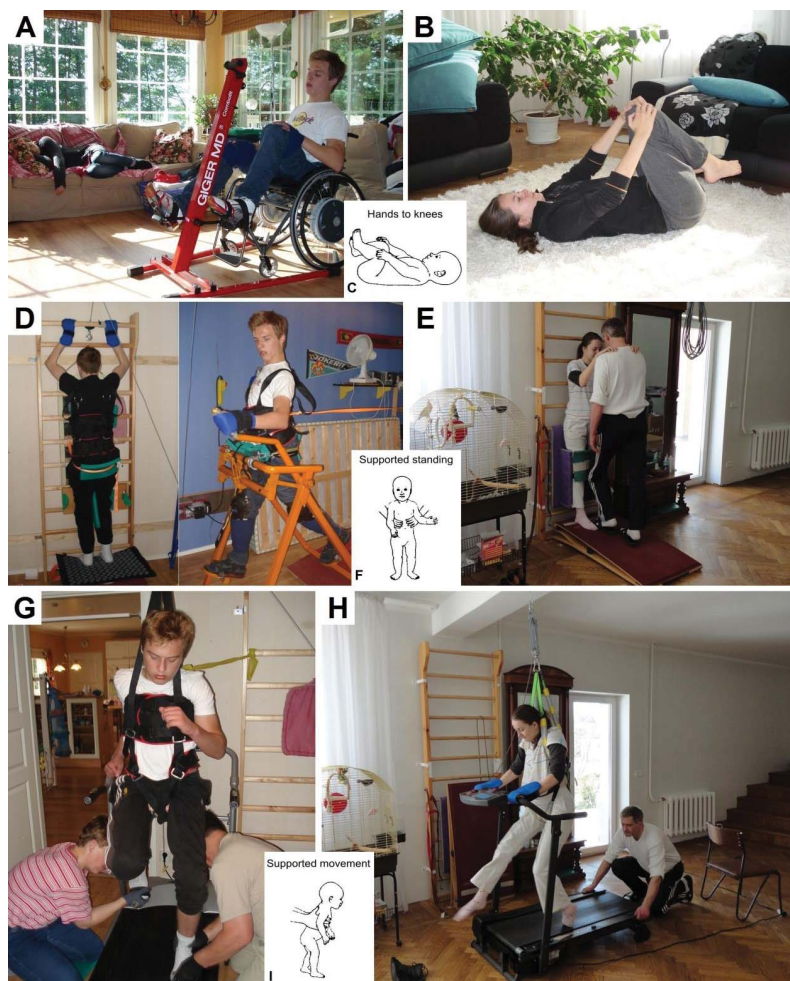 A
B
GIGER MD
Hands to knees
C
D
E
Supported standing
F
G
H
Supported movement
I